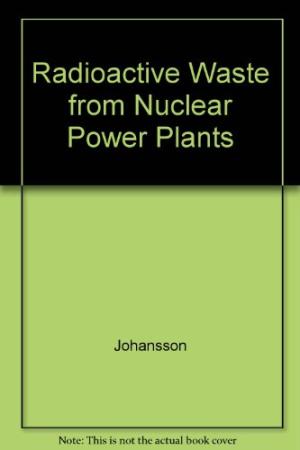 Radioactive Waste
from Nuclear
Power Plants
Johansson
Note: This is not the actual book cover